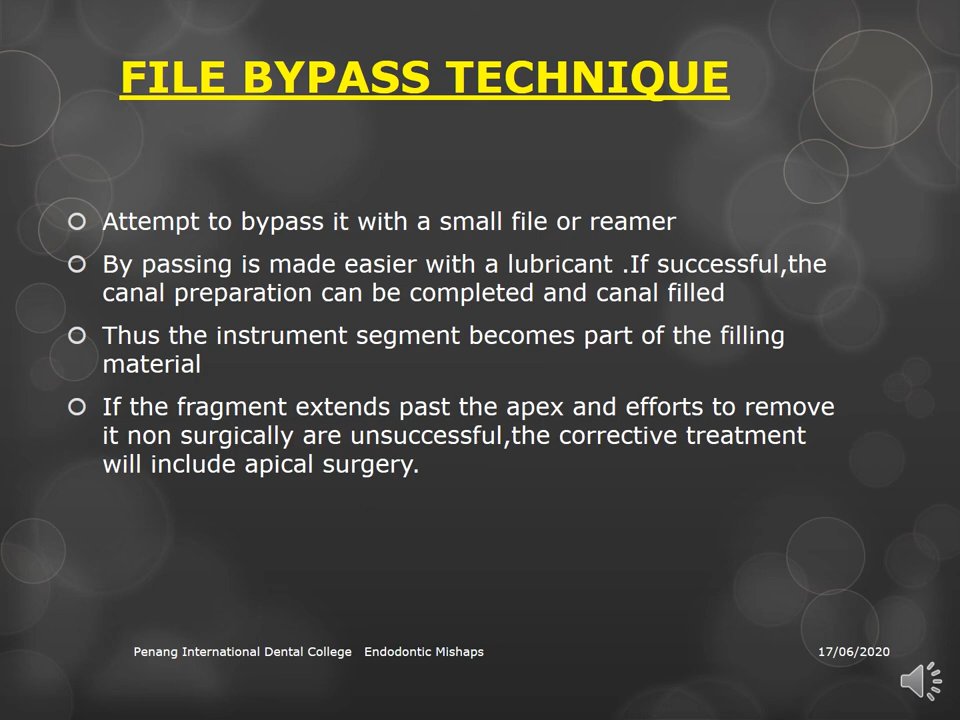 FILE BYPASS TECHNIQUE
Attempt to bypass it with a small file or reamer
By passing is made easier with a lubricant .If successful,the
canal preparation can be completed and canal filled
Thus the instrument segment becomes part of the filling
material
If the fragment extends past the apex and efforts to remove
it non surgically are unsuccessful,the corrective treatment
will include apical surgery.
Penang International Dental College Endodontic Mishaps 17/06/2020